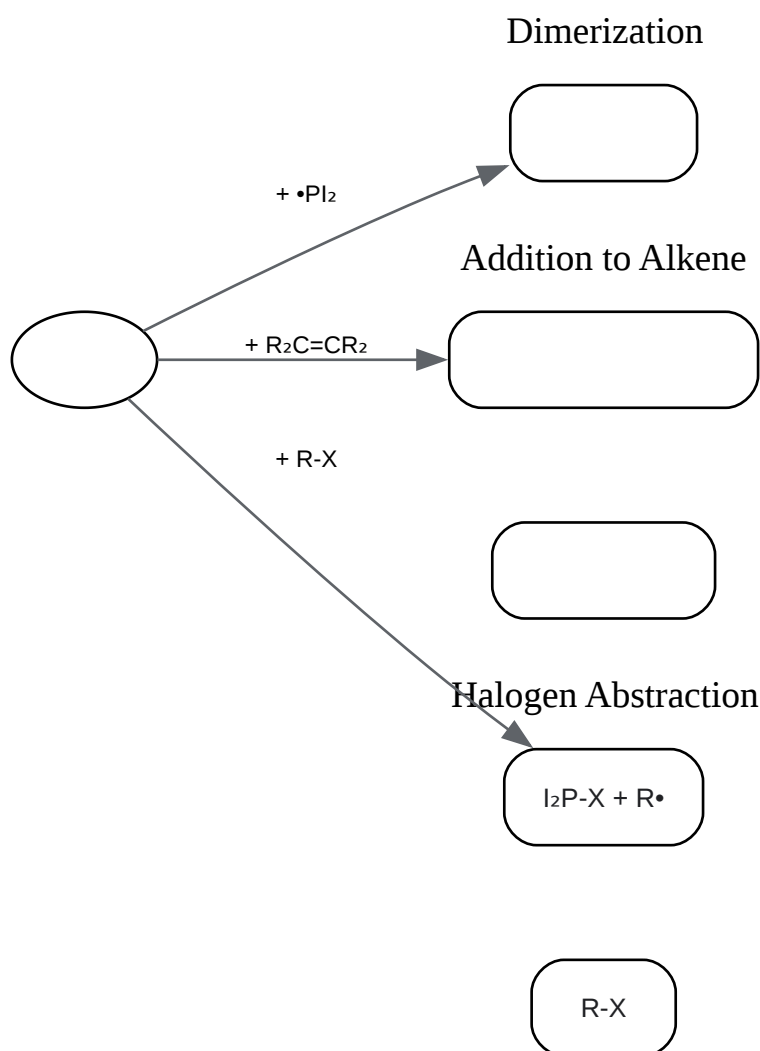 Dimerization
+ •PI₂
Addition to Alkene
+ R₂C=CR₂
+ R-X
Halogen Abstraction
I₂P-X + R•
R-X